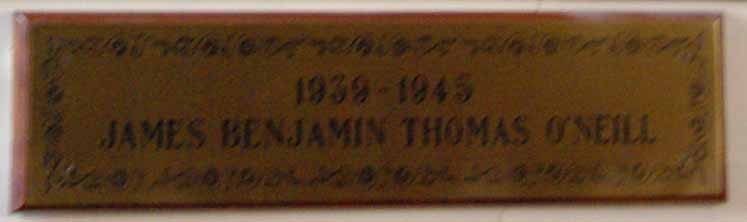 1939-1945
JAMES BENJAMIN THOMAS O'NEILL